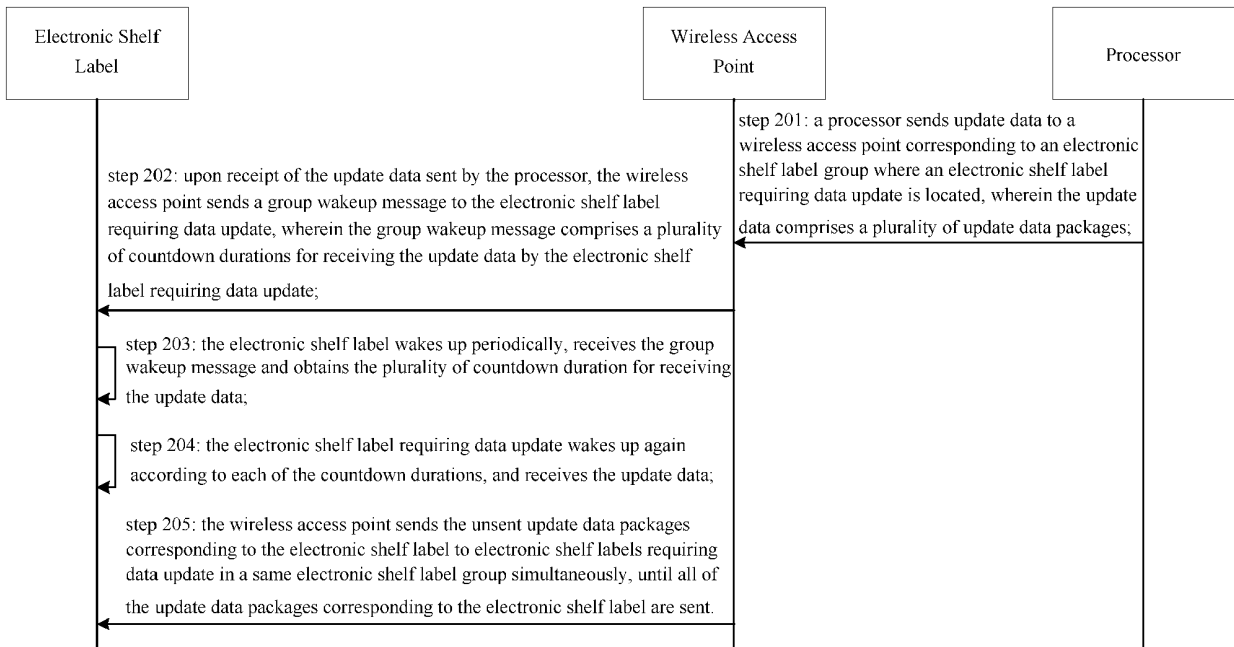 Electronic Shelf
Label
Wireless Access
Point
Processor
step 201: a processor sends update data to a
wireless access point corresponding to an electronic
shelf label group where an electronic shelf label
requiring data update is located, wherein the update
data comprises a plurality of update data packages;
step 202: upon receipt of the update data sent by the processor, the wireless
access point sends a group wakeup message to the electronic shelf label
requiring data update, wherein the group wakeup message comprises a plurality
of countdown durations for receiving the update data by the electronic shelf
label requiring data update;
step 203: the electronic shelf label wakes up periodically, receives the group
wakeup message and obtains the plurality of countdown duration for receiving
the update data;
step 204: the electronic shelf label requiring data update wakes up again
according to each of the countdown durations, and receives the update data;
step 205: the wireless access point sends the unsent update data packages
corresponding to the electronic shelf label to electronic shelf labels requiring
data update in a same electronic shelf label group simultaneously, until all of
the update data packages corresponding to the electronic shelf label are sent.